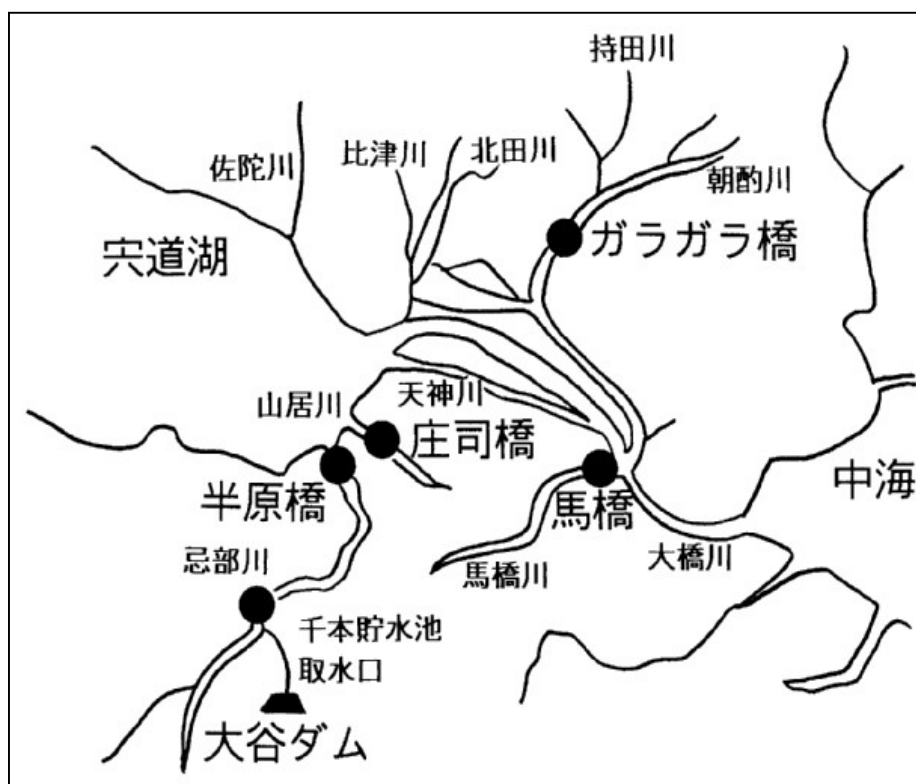 持田川
佐陀川
比津川
北田川
朝酌川
宍道湖
ガラガラ橋
山居川
天神川
庄司橋
半原橋
馬橋
中海
忌部川
馬橋川
大橋川
千本貯水池
取水口
大谷ダム